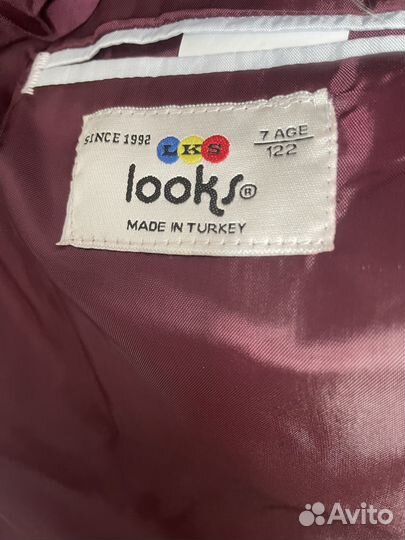 SINCE 1992
LKS
7 AGE
122
looks®
MADE IN TURKEY
Avito